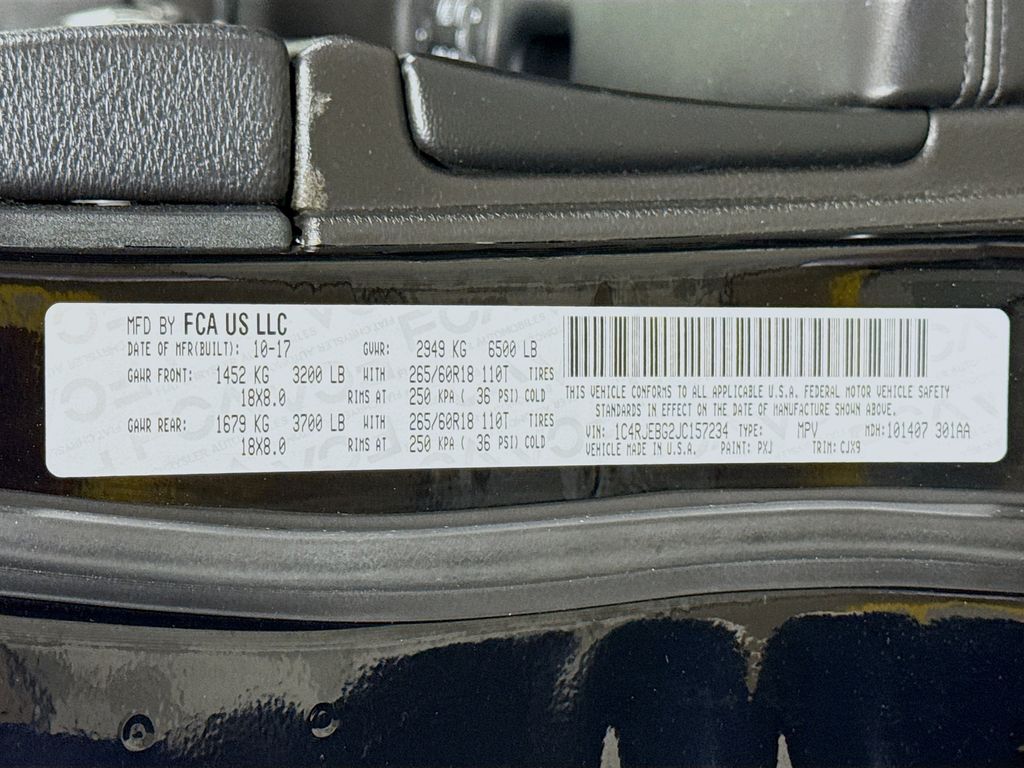 MFD BY FCA US LLC
DATE OF MFR(BUILT): 10-17 GVWR: 2949 KG 6500 LB
GAWR FRONT: 1452 KG 3200 LB WITH 265/60R18 110T TIRES
18X8.0 RIMS AT 250 KPA ( 36 PSI) COLD
GAWR REAR: 1679 KG 3700 LB WITH 265/60R18 110T TIRES
18X8.0 RIMS AT 250 KPA ( 36 PSI) COLD
THIS VEHICLE CONFORMS TO ALL APPLICABLE U.S.A. FEDERAL MOTOR VEHICLE SAFETY
STANDARDS IN EFFECT ON THE DATE OF MANUFACTURE SHOWN ABOVE.
VIN: 1C4RJEBG2JC157234 TYPE: MPV MDH: 101407 301AA
VEHICLE MADE IN U.S.A. PAINT: PXJ TRIM: CJX9